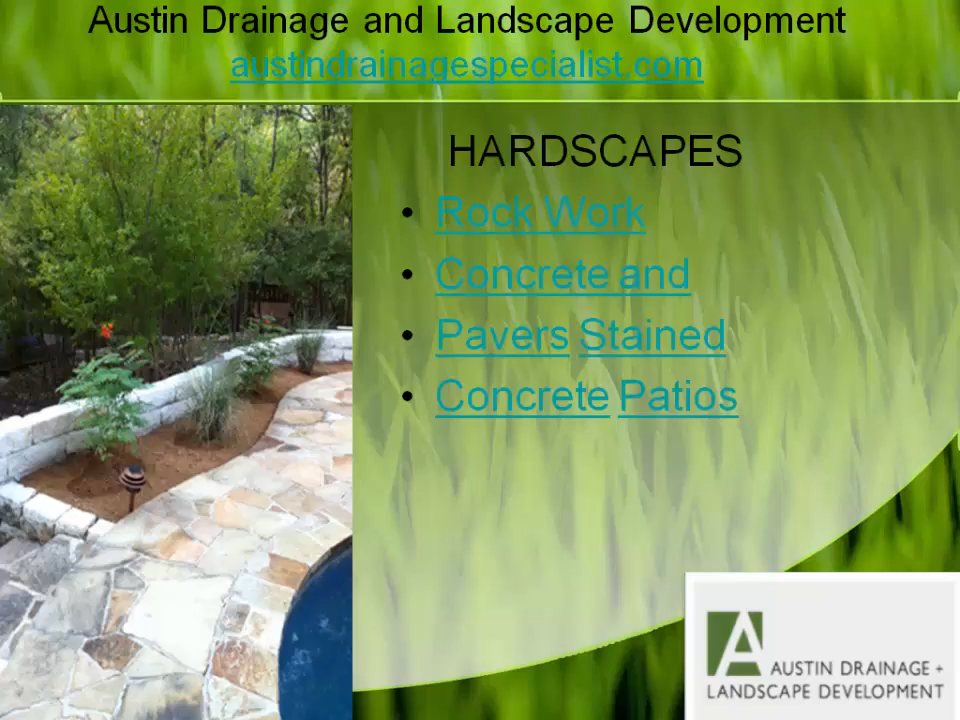 Austin Drainage and Landscape Development
austindrainagespecialist.com
HARDSCAPES
• Rock Work
• Concrete and
• Pavers Stained
• Concrete Patios
A
AUSTIN DRAINAGE +
LANDSCAPE DEVELOPMENT